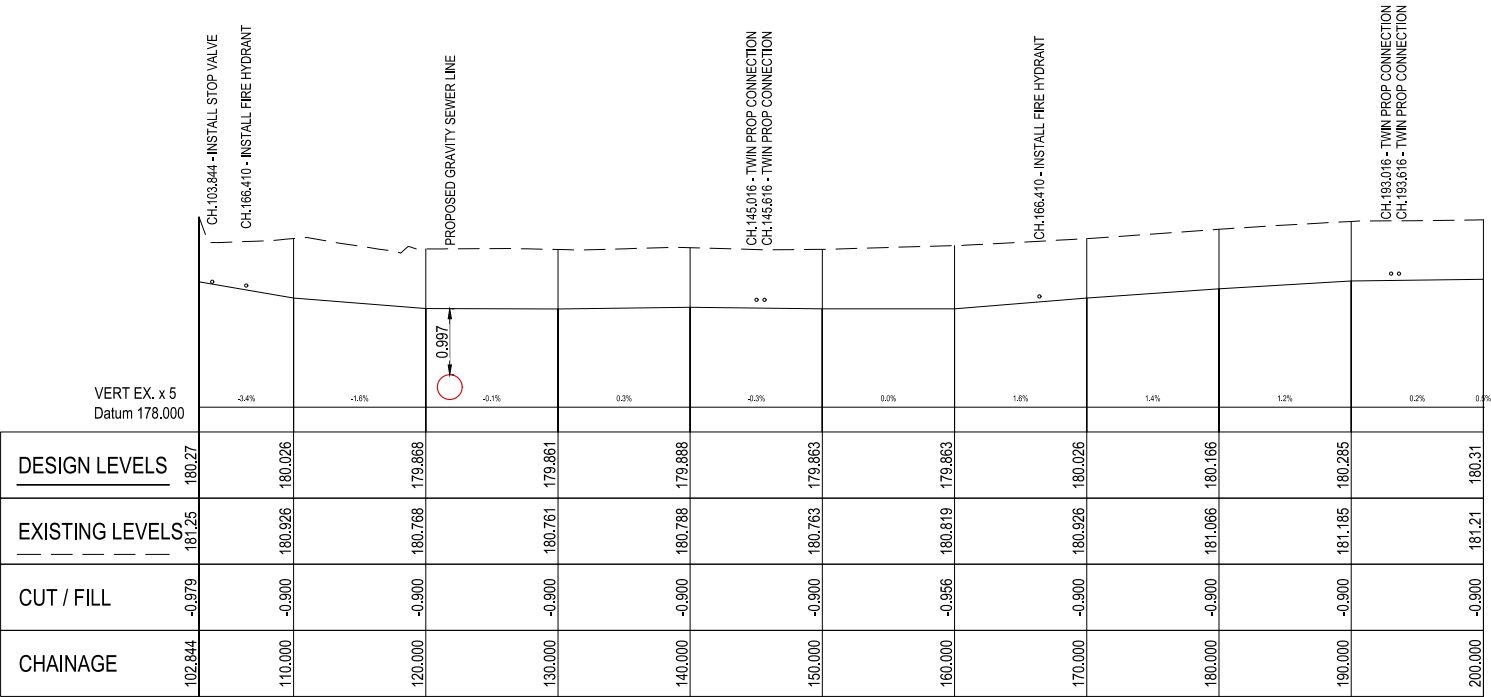 CH.103.844 - INSTALL STOP VALVE
CH.166.410 - INSTALL FIRE HYDRANT
PROPOSED GRAVITY SEWER LINE
CH.145.016 - TWIN PROP CONNECTION
CH.145.616 - TWIN PROP CONNECTION
CH.166.410 - INSTALL FIRE HYDRANT
CH.193.016 - TWIN PROP CONNECTION
CH.193.616 - TWIN PROP CONNECTION
0.997
VERT EX. x 5
Datum 178.000
-3.4% -1.6% -0.1% 0.3% -0.3% 0.0% 1.6% 1.4% 1.2% 0.2% 0.5%
DESIGN LEVELS 180.27 180.026 179.868 179.861 179.888 179.863 179.863 180.026 180.166 180.285 180.31
EXISTING LEVELS 181.25 180.926 180.768 180.761 180.788 180.763 180.819 180.926 181.066 181.185 181.21
CUT / FILL -0.979 -0.900 -0.900 -0.900 -0.900 -0.900 -0.956 -0.900 -0.900 -0.900 -0.900
CHAINAGE 102.844 110.000 120.000 130.000 140.000 150.000 160.000 170.000 180.000 190.000 200.000